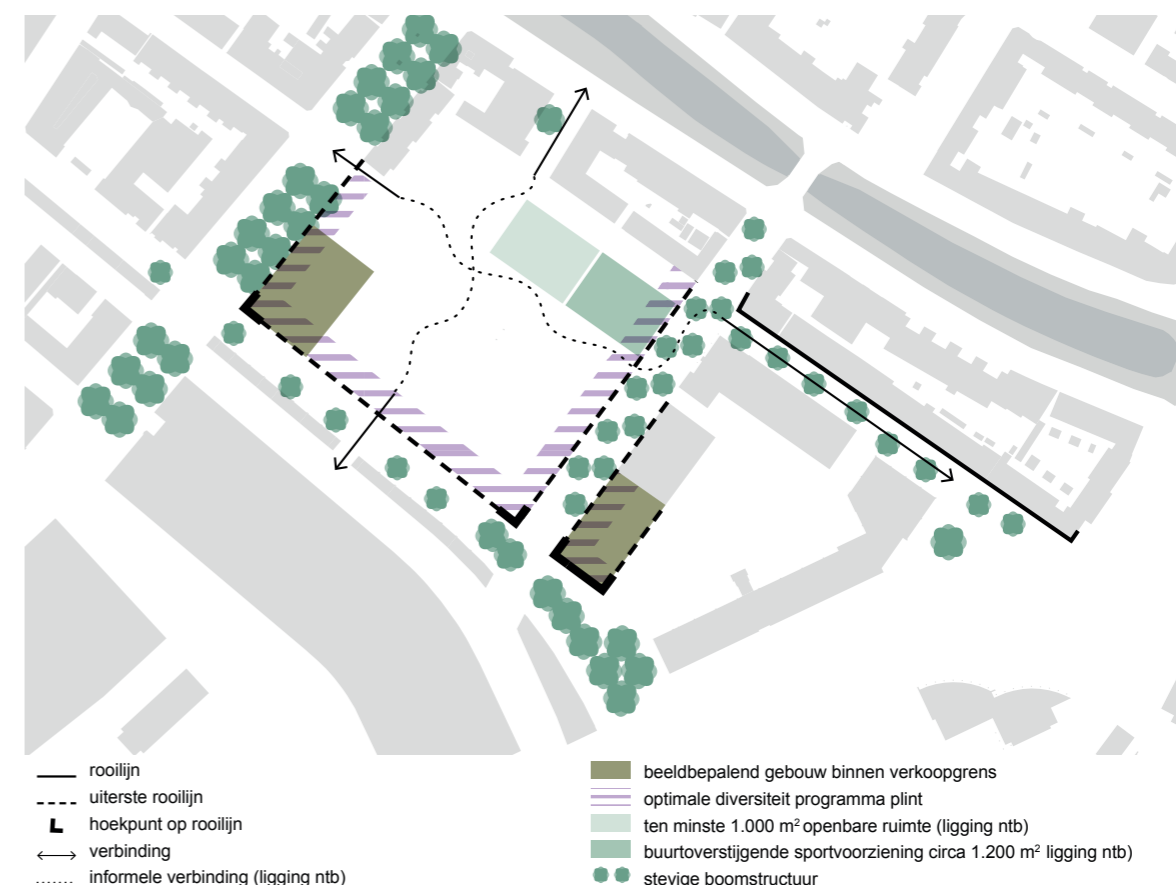 rooilijn
uiterste rooilijn
hoekpunt op rooilijn
verbinding
informele verbinding (ligging ntb)
beeldbepalend gebouw binnen verkoopgrens
optimale diversiteit programma plint
ten minste 1.000 m² openbare ruimte (ligging ntb)
buurtoverstijgende sportvoorziening circa 1.200 m² ligging ntb)
stevige boomstructuur